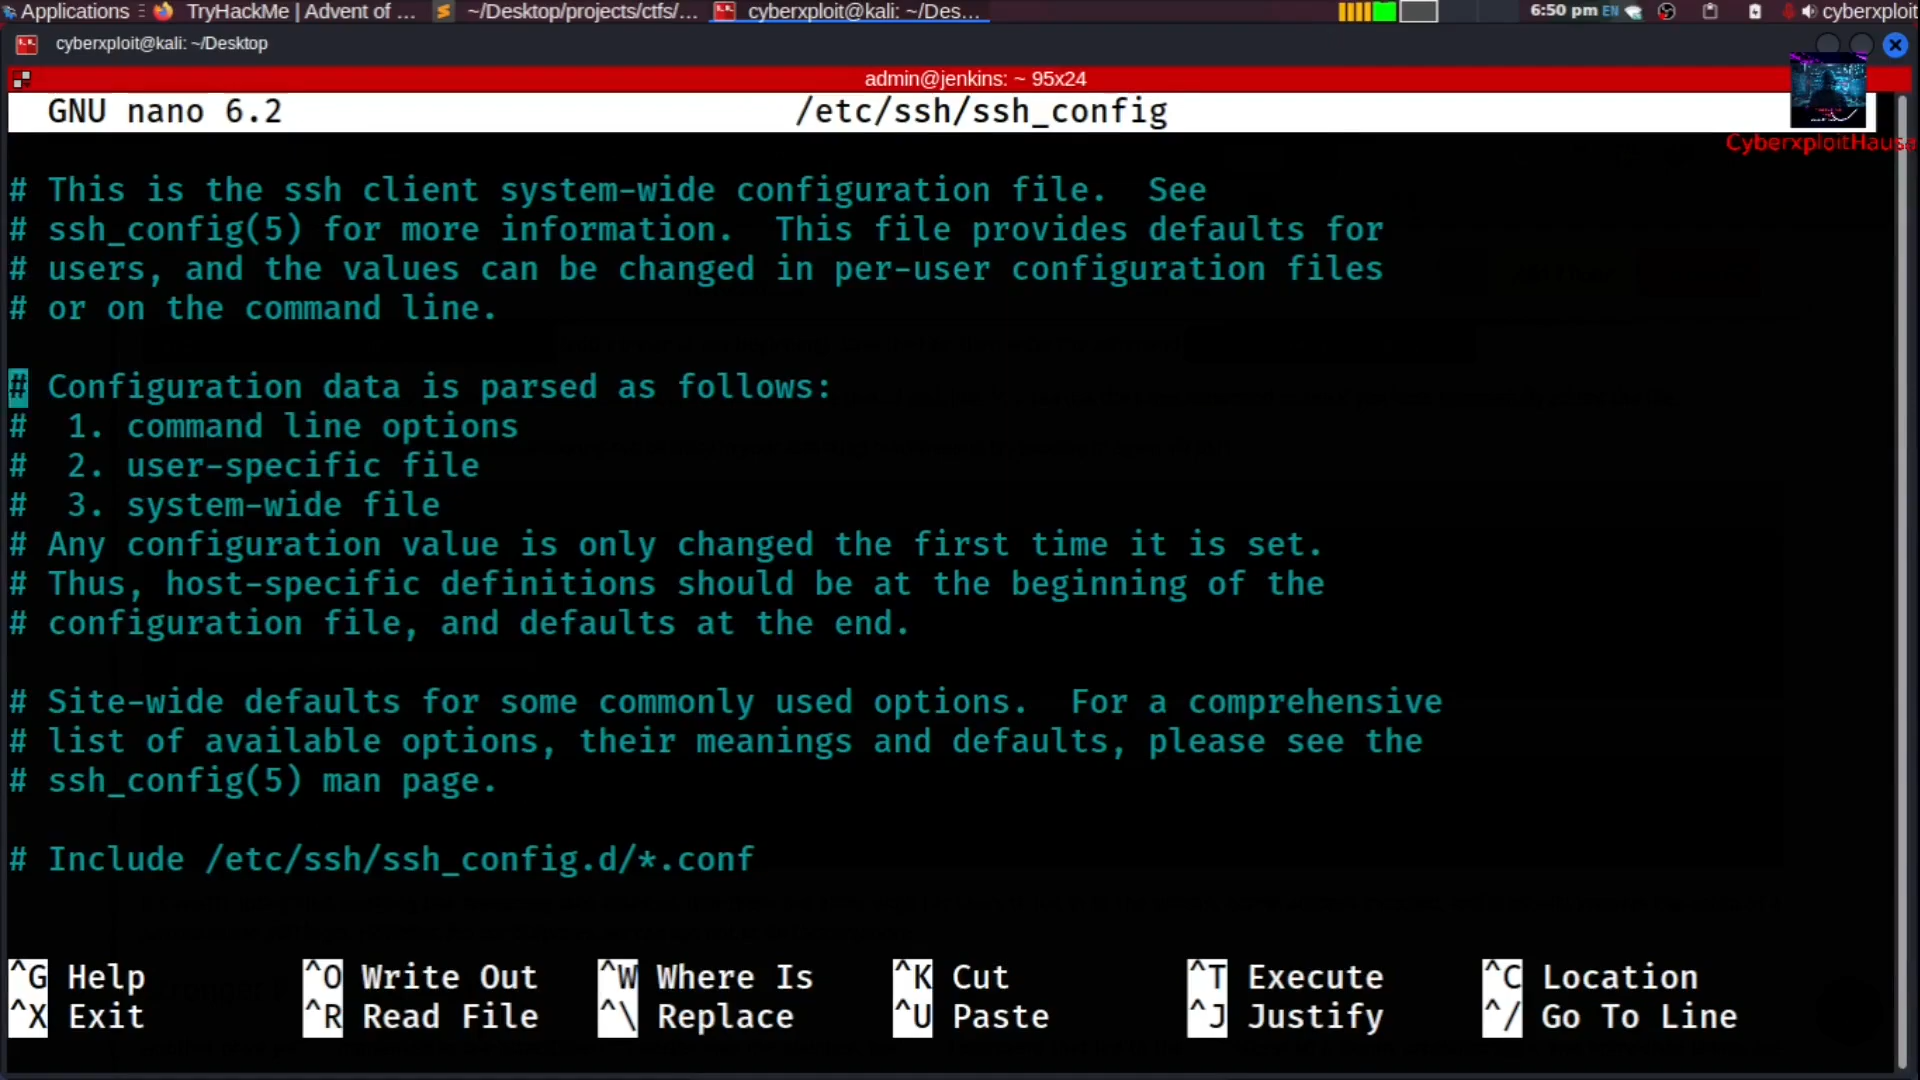 Applications
TryHackMe | Advent of ...
~/Desktop/projects/ctfs/...
cyberxploit@kali: ~/Des...
6:50 pm EN
cyberxploit
cyberxploit@kali: ~/Desktop
admin@jenkins: ~ 95x24
GNU nano 6.2 /etc/ssh/ssh_config
CyberxploitHausa
# This is the ssh client system-wide configuration file.  See
# ssh_config(5) for more information.  This file provides defaults for
# users, and the values can be changed in per-user configuration files
# or on the command line.
# Configuration data is parsed as follows:
#  1. command line options
#  2. user-specific file
#  3. system-wide file
# Any configuration value is only changed the first time it is set.
# Thus, host-specific definitions should be at the beginning of the
# configuration file, and defaults at the end.
# Site-wide defaults for some commonly used options.  For a comprehensive
# list of available options, their meanings and defaults, please see the
# ssh_config(5) man page.
# Include /etc/ssh/ssh_config.d/*.conf
^G Help ^O Write Out ^W Where Is ^K Cut ^T Execute ^C Location
^X Exit ^R Read File ^\ Replace ^U Paste ^J Justify ^/ Go To Line